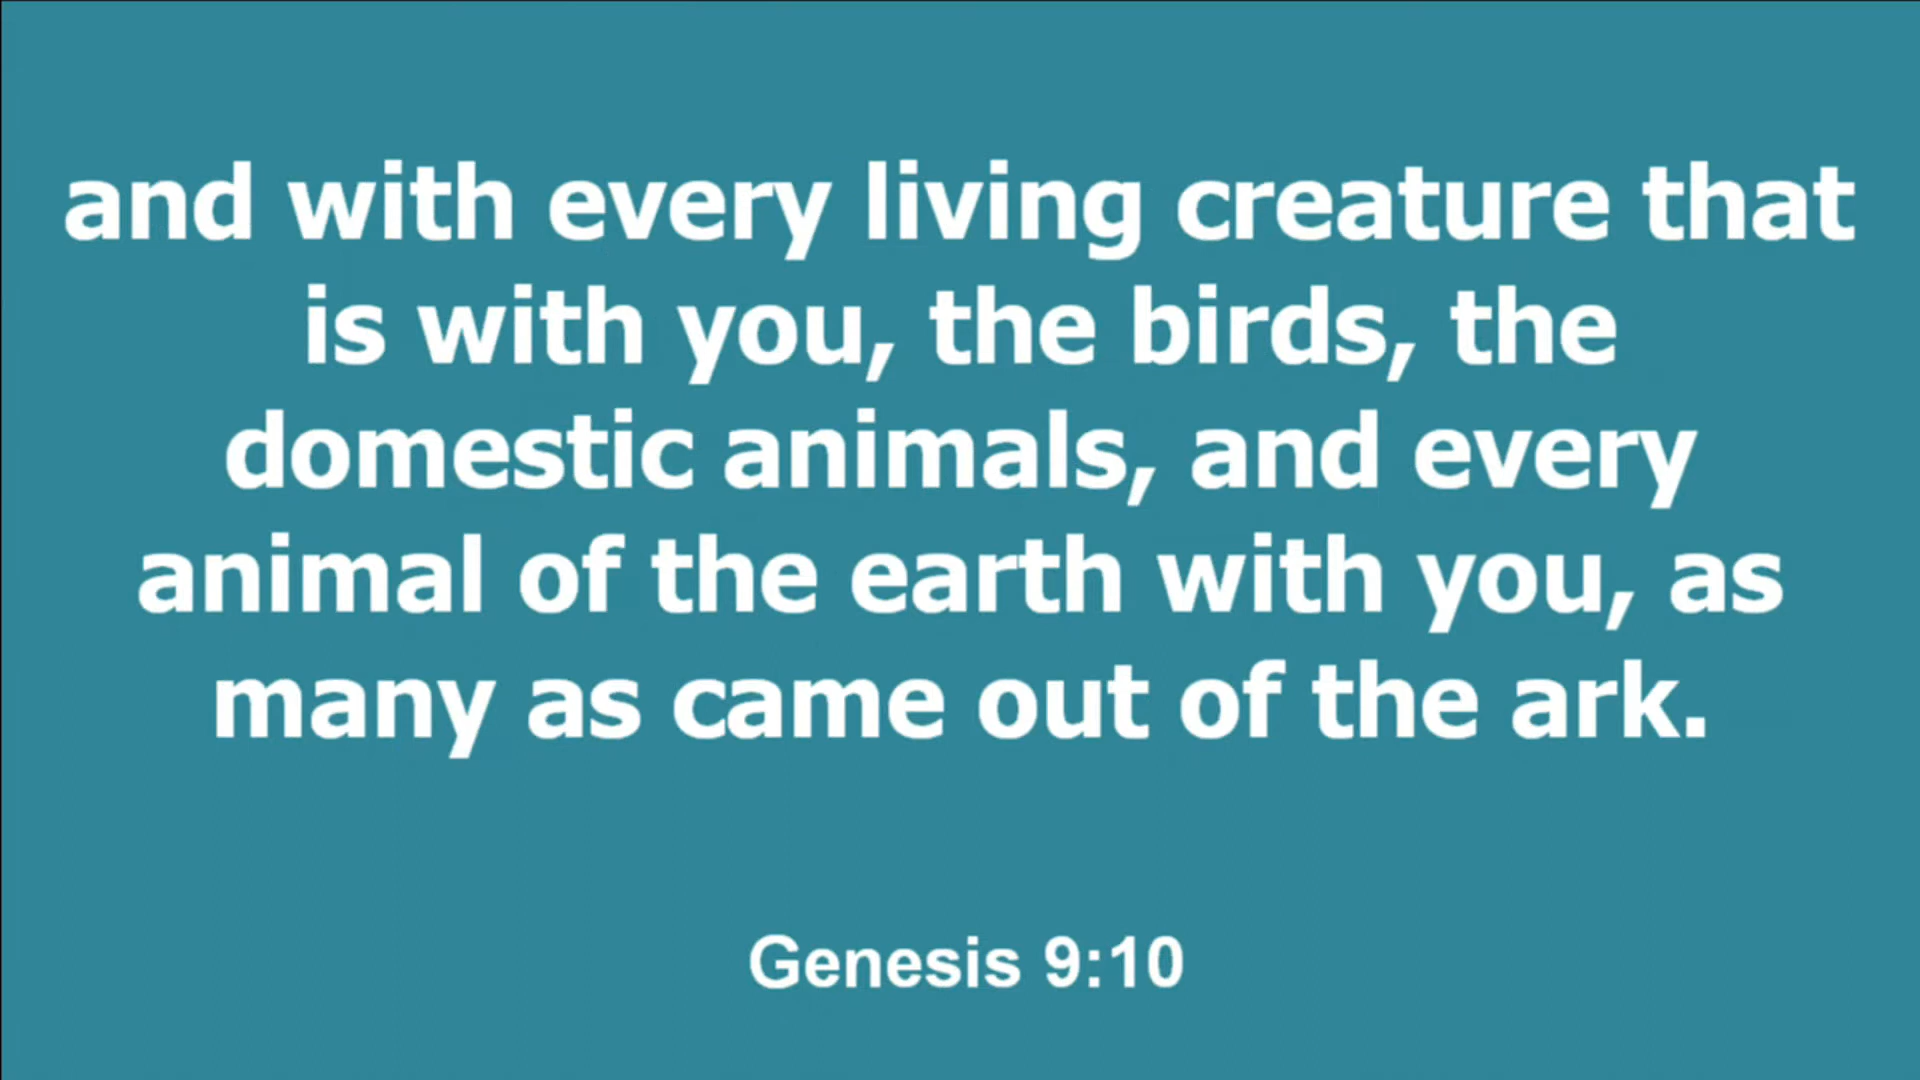 and with every living creature that
is with you, the birds, the
domestic animals, and every
animal of the earth with you, as
many as came out of the ark.
Genesis 9:10